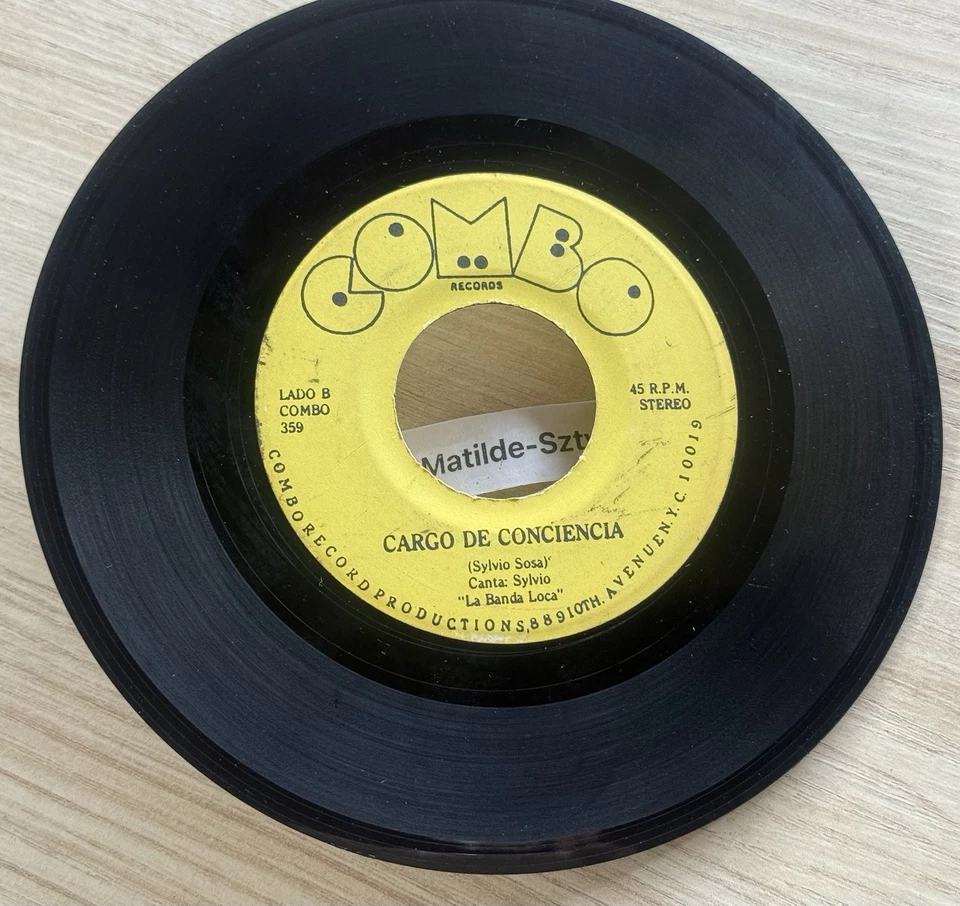 COMBO
RECORDS
LADO B
COMBO
359
45 R.P.M.
STEREO
Matilde-Szt
CARGO DE CONCIENCIA
(Sylvio Sosa)
Canta: Sylvio
"La Banda Loca"
COMBO RECORD PRODUCTIONS, 889 10TH. AVENUE N.Y.C. 10019